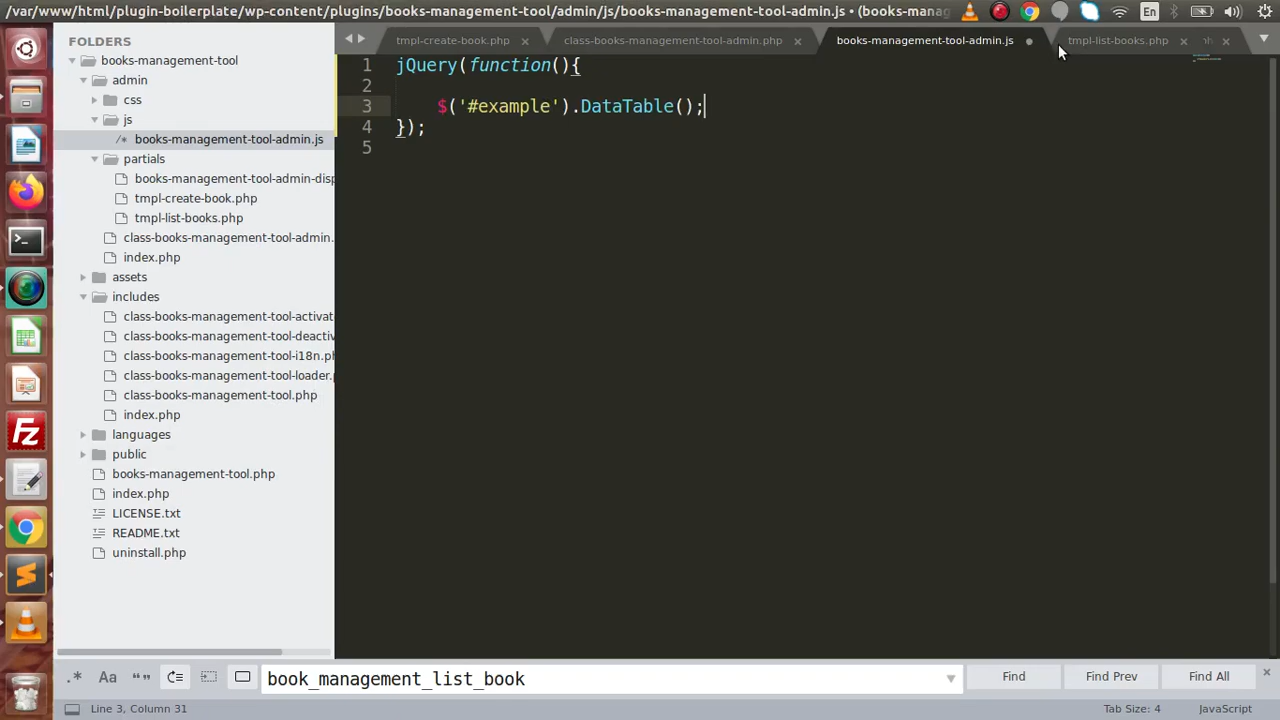 /var/www/html/plugin-boilerplate/wp-content/plugins/books-management-tool/admin/js/books-management-tool-admin.js • (books-manag
En
FOLDERS
books-management-tool
admin
css
js
/* books-management-tool-admin.js
partials
books-management-tool-admin-disp
tmpl-create-book.php
tmpl-list-books.php
class-books-management-tool-admin.
index.php
assets
includes
class-books-management-tool-activat
class-books-management-tool-deactiv
class-books-management-tool-i18n.ph
class-books-management-tool-loader.
class-books-management-tool.php
index.php
languages
public
books-management-tool.php
index.php
LICENSE.txt
README.txt
uninstall.php
tmpl-create-book.php × class-books-management-tool-admin.php × books-management-tool-admin.js • tmpl-list-books.php × ×
1 jQuery(function(){
2
3 $('#example').DataTable();
4 });
5
.* Aa “” book_management_list_book Find Find Prev Find All ×
Line 3, Column 31 Tab Size: 4 JavaScript